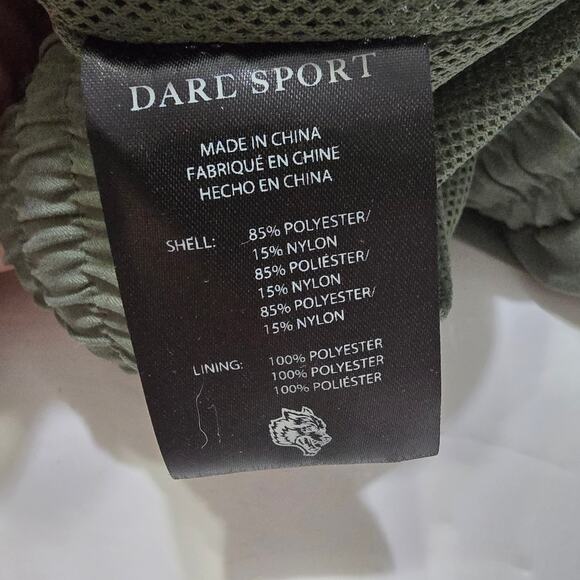 DARE SPORT
MADE IN CHINA
FABRIQUÉ EN CHINE
HECHO EN CHINA
SHELL: 85% POLYESTER/
15% NYLON
85% POLIÉSTER/
15% NYLON
85% POLYESTER/
15% NYLON
LINING: 100% POLYESTER
100% POLYESTER
100% POLIÉSTER